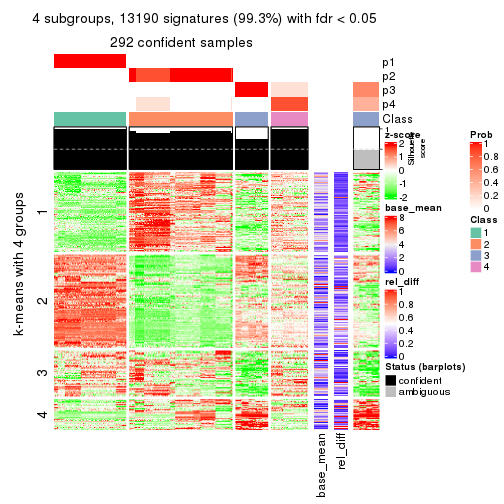 4 subgroups, 13190 signatures (99.3%) with fdr < 0.05
292 confident samples
p1
p2
p3
p4
Class
1
Silhouette
score
k-means with 4 groups
1
2
3
4
base_mean
rel_diff
z-score
2
1
0
-1
-2
base_mean
8
6
4
2
0
rel_diff
1
0.8
0.6
0.4
0.2
0
Status (barplots)
confident
ambiguous
Prob
1
0.8
0.6
0.4
0.2
0
Class
1
2
3
4